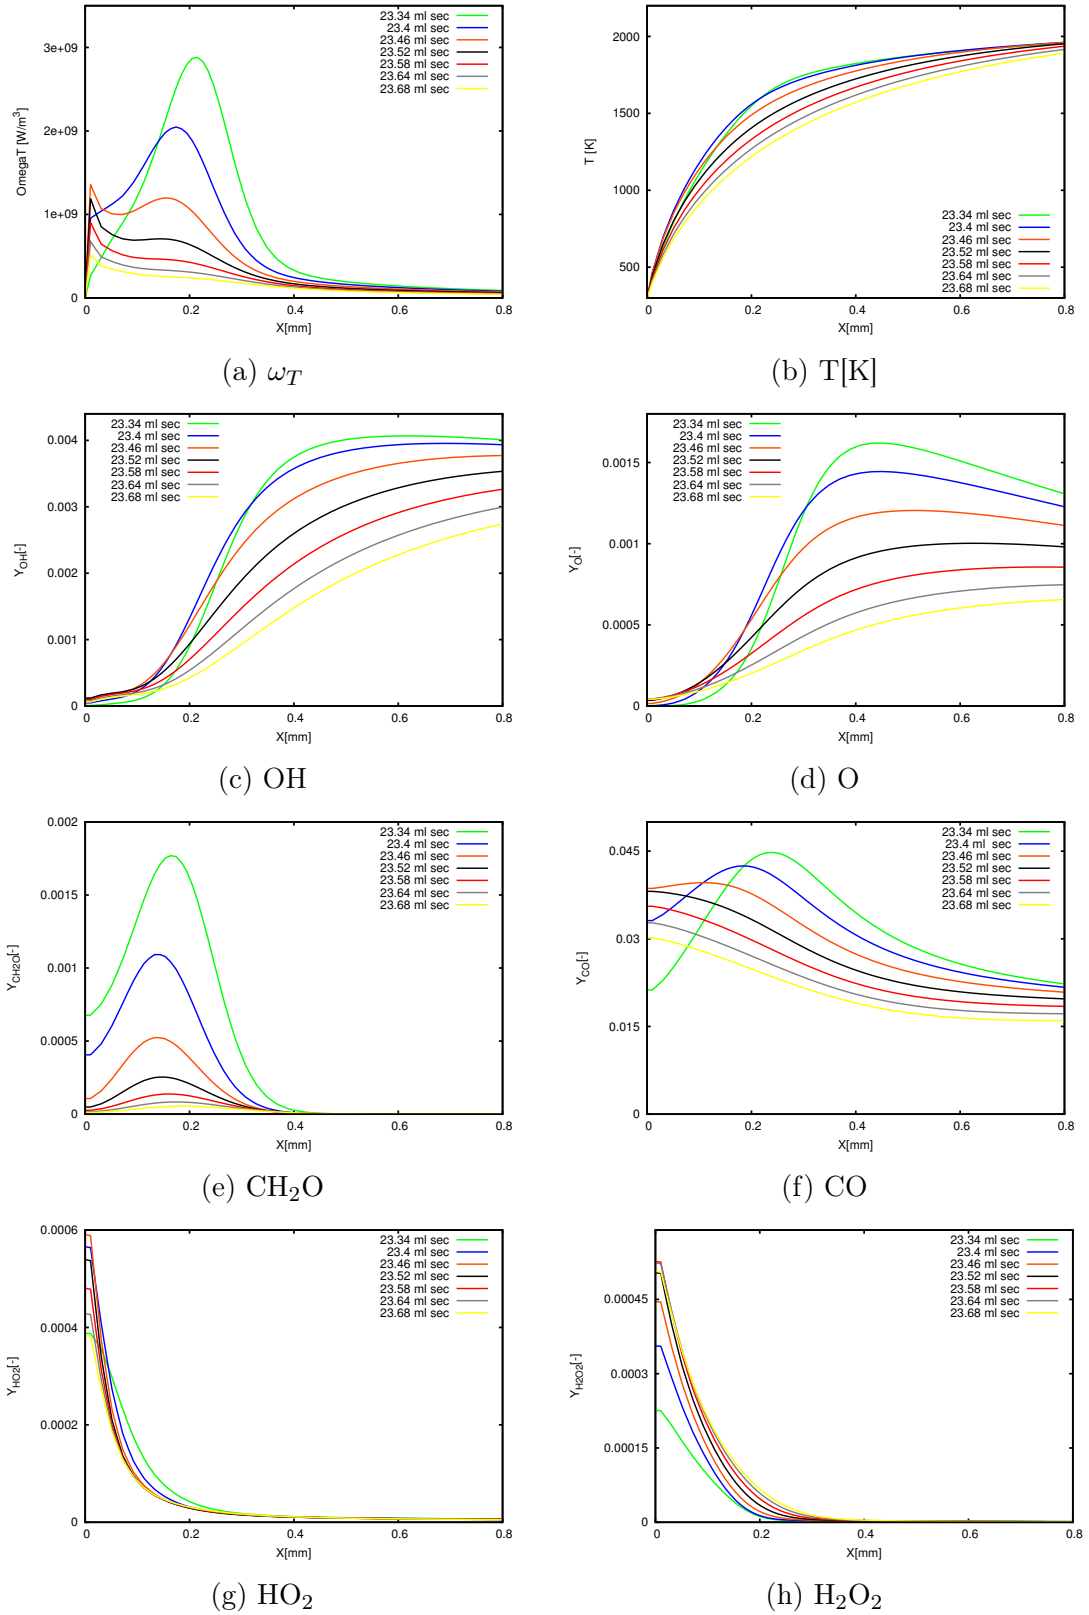 3e+09
2e+09
1e+09
0
OmegaT [W/m³]
23.34 ml sec
23.4 ml sec
23.46 ml sec
23.52 ml sec
23.58 ml sec
23.64 ml sec
23.68 ml sec
0 0.2 0.4 0.6 0.8
X[mm]
(a) ω_T
2000
1500
1000
500
T [K]
23.34 ml sec
23.4 ml sec
23.46 ml sec
23.52 ml sec
23.58 ml sec
23.64 ml sec
23.68 ml sec
0 0.2 0.4 0.6 0.8
X[mm]
(b) T[K]
0.004
0.003
0.002
0.001
0
Y_OH[-]
23.34 ml sec
23.4 ml sec
23.46 ml sec
23.52 ml sec
23.58 ml sec
23.64 ml sec
23.68 ml sec
0 0.2 0.4 0.6 0.8
X[mm]
(c) OH
0.0015
0.001
0.0005
0
Y_O[-]
23.34 ml sec
23.4 ml sec
23.46 ml sec
23.52 ml sec
23.58 ml sec
23.64 ml sec
23.68 ml sec
0 0.2 0.4 0.6 0.8
X[mm]
(d) O
0.002
0.0015
0.001
0.0005
0
Y_CH2O[-]
23.34 ml sec
23.4 ml sec
23.46 ml sec
23.52 ml sec
23.58 ml sec
23.64 ml sec
23.68 ml sec
0 0.2 0.4 0.6 0.8
X[mm]
(e) CH₂O
0.045
0.03
0.015
0
Y_CO[-]
23.34 ml sec
23.4 ml sec
23.46 ml sec
23.52 ml sec
23.58 ml sec
23.64 ml sec
23.68 ml sec
0 0.2 0.4 0.6 0.8
X[mm]
(f) CO
0.0006
0.0004
0.0002
0
Y_HO2[-]
23.34 ml sec
23.4 ml sec
23.46 ml sec
23.52 ml sec
23.58 ml sec
23.64 ml sec
23.68 ml sec
0 0.2 0.4 0.6 0.8
X[mm]
(g) HO₂
0.00045
0.0003
0.00015
0
Y_H2O2[-]
23.34 ml sec
23.4 ml sec
23.46 ml sec
23.52 ml sec
23.58 ml sec
23.64 ml sec
23.68 ml sec
0 0.2 0.4 0.6 0.8
X[mm]
(h) H₂O₂